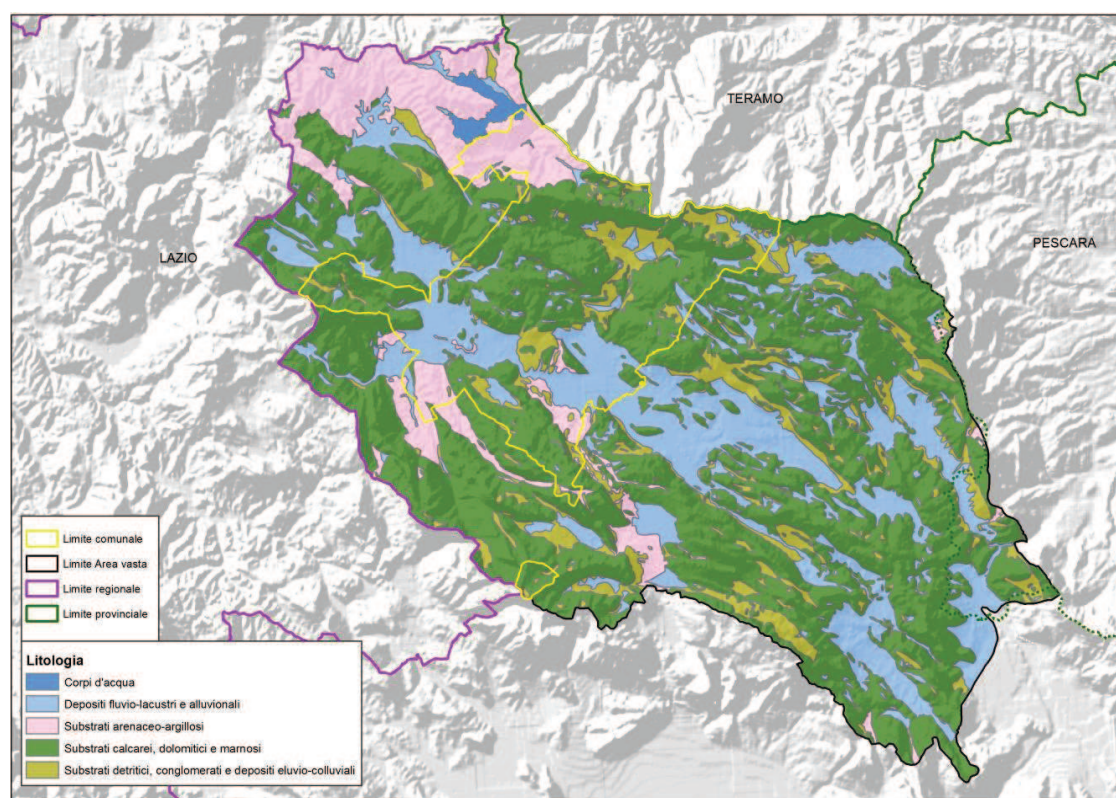 TERAMO
PESCARA
LAZIO
Limite comunale
Limite Area vasta
Limite regionale
Limite provinciale
Litologia
Corpi d'acqua
Depositi fluvio-lacustri e alluvionali
Substrati arenaceo-argillosi
Substrati calcarei, dolomitici e marnosi
Substrati detritici, conglomerati e depositi eluvio-colluviali